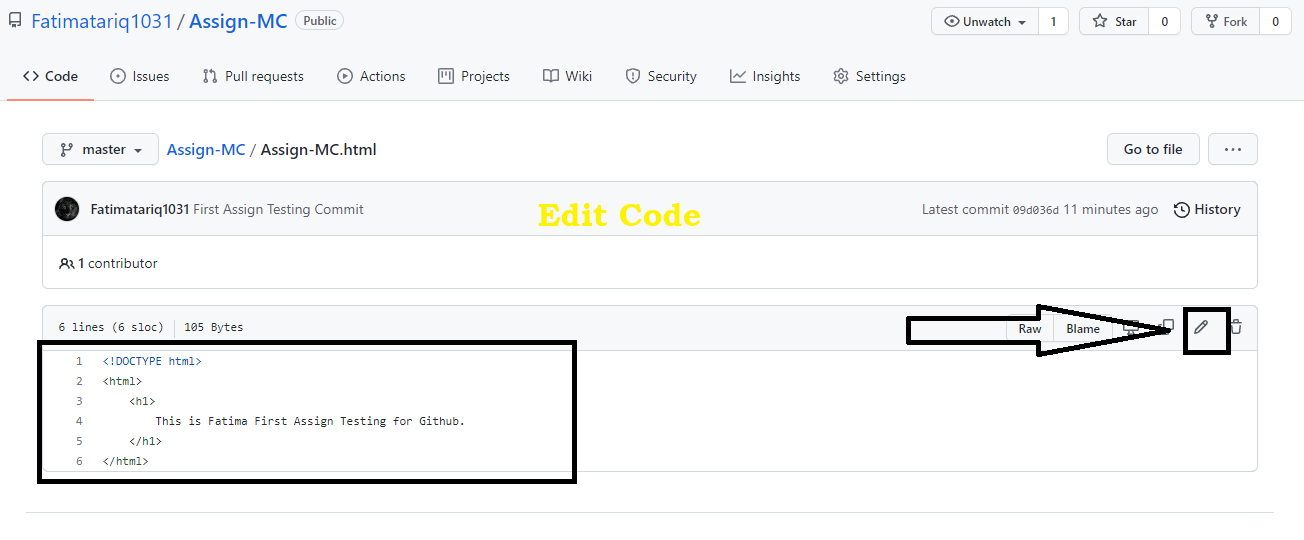 Fatimatariq1031 / Assign-MC Public Unwatch 1 Star 0 Fork 0
Code Issues Pull requests Actions Projects Wiki Security Insights Settings
master Assign-MC / Assign-MC.html Go to file ...
Fatimatariq1031 First Assign Testing Commit Edit Code Latest commit 09d036d 11 minutes ago History
1 contributor
6 lines (6 sloc) 105 Bytes Raw Blame
1 <!DOCTYPE html>
2 <html>
3 <h1>
4 This is Fatima First Assign Testing for Github.
5 </h1>
6 </html>